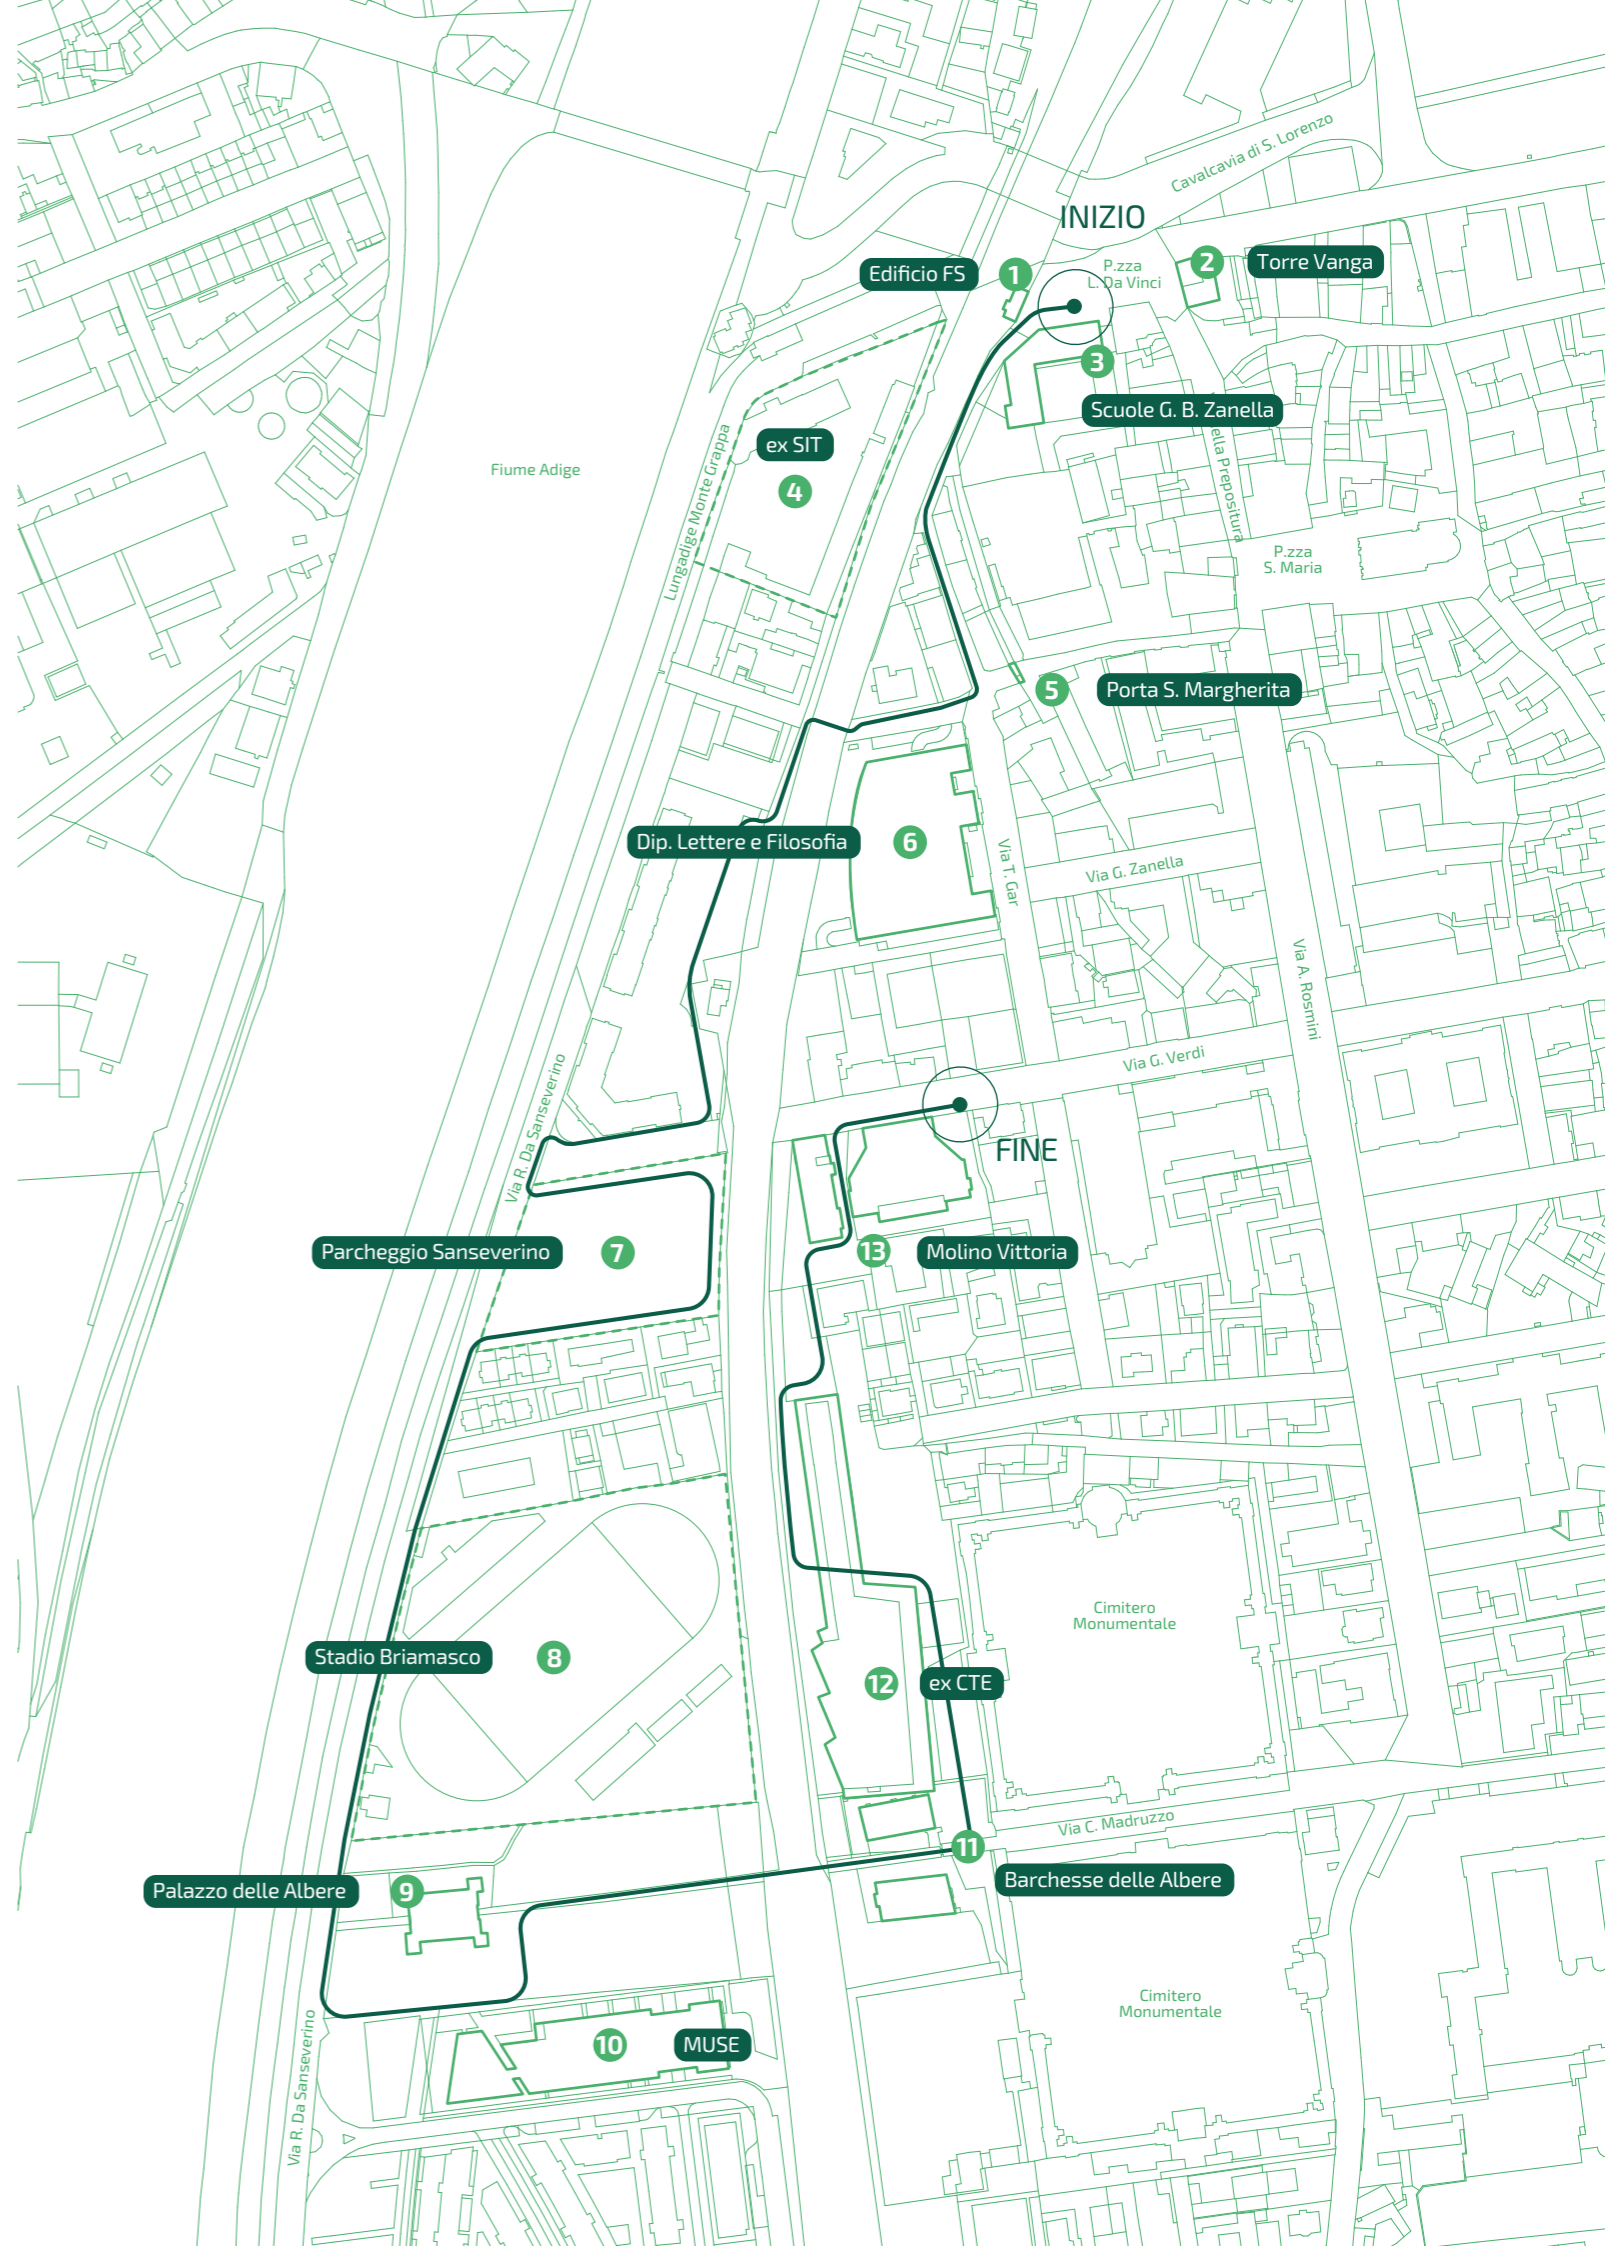 Cavalcavia di S. Lorenzo
INIZIO
P.zza
L. Da Vinci
1
Edificio FS
2
Torre Vanga
3
Scuole G. B. Zanella
ex SIT
4
Fiume Adige
Lungadige Monte Grappa
ella Prepositura
P.zza
S. Maria
5
Porta S. Margherita
Dip. Lettere e Filosofia
6
Via T. Gar
Via G. Zanella
Via A. Rosmini
Via G. Verdi
Via R. Da Sanseverino
FINE
Parcheggio Sanseverino
7
13
Molino Vittoria
Cimitero
Monumentale
Stadio Briamasco
8
12
ex CTE
Via C. Madruzzo
11
Barchesse delle Albere
Palazzo delle Albere
9
Cimitero
Monumentale
10
MUSE
Via R. Da Sanseverino